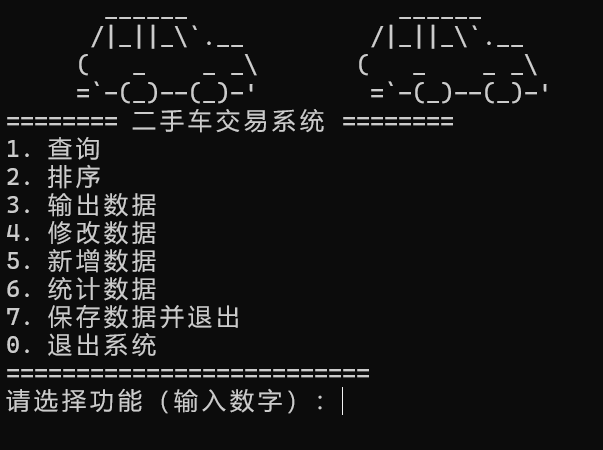 ______                 ______
  /|_||_\`.__           /|_||_\`.__
 (   _    _ _\         (   _    _ _\
 =`-(_)--(_)-'          =`-(_)--(_)-'
======== 二手车交易系统 ========
1. 查询
2. 排序
3. 输出数据
4. 修改数据
5. 新增数据
6. 统计数据
7. 保存数据并退出
0. 退出系统
==========================
请选择功能（输入数字）: